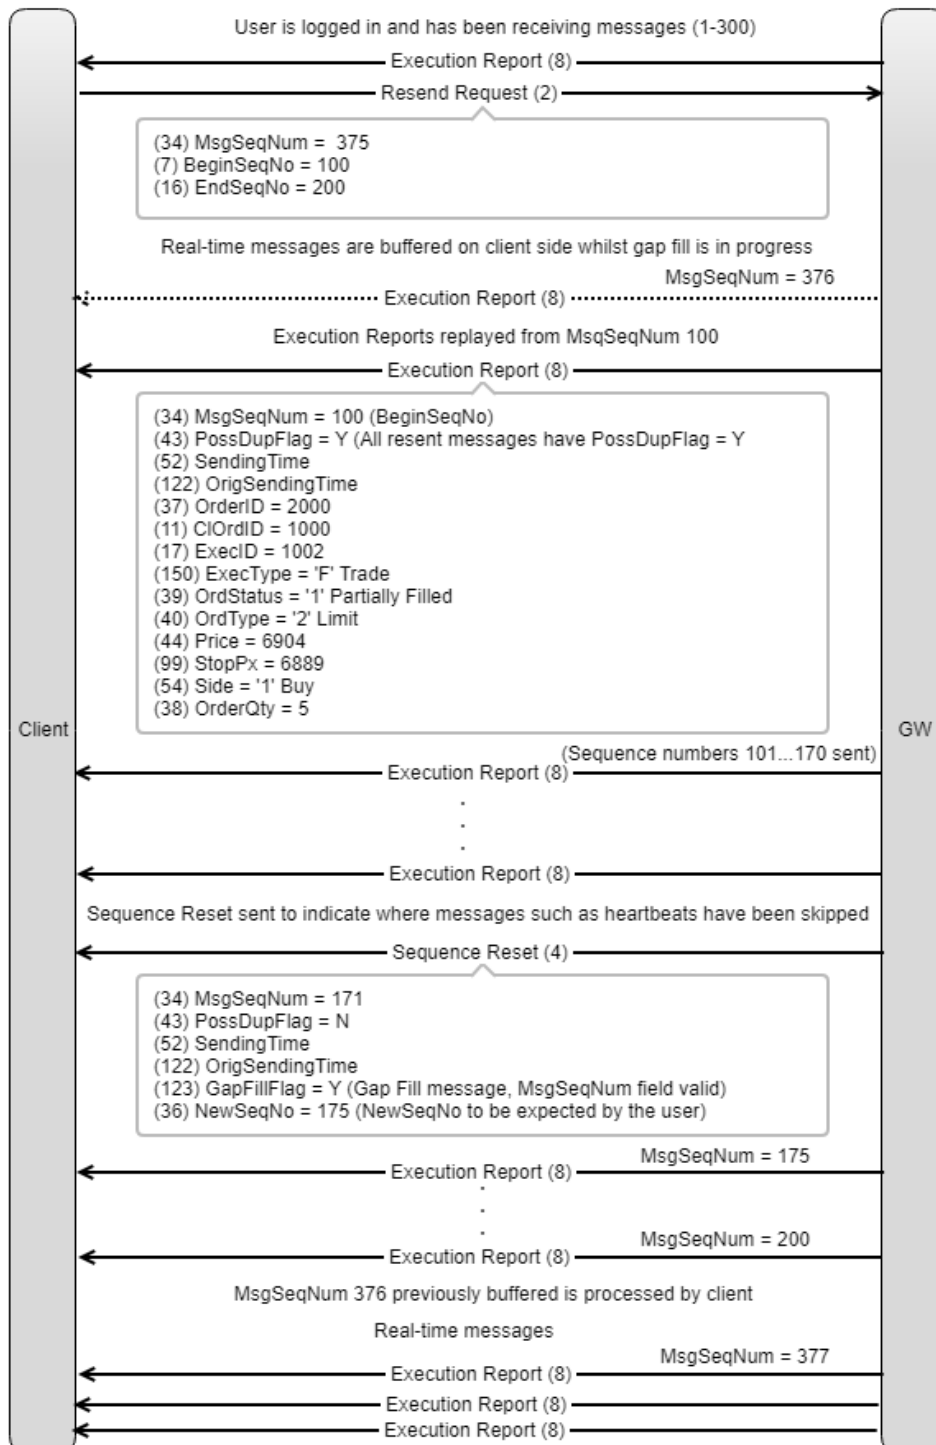 User is logged in and has been receiving messages (1-300)
Execution Report (8)
Resend Request (2)
(34) MsgSeqNum = 375
(7) BeginSeqNo = 100
(16) EndSeqNo = 200
Real-time messages are buffered on client side whilst gap fill is in progress
MsgSeqNum = 376
Execution Report (8)
Execution Reports replayed from MsqSeqNum 100
Execution Report (8)
(34) MsgSeqNum = 100 (BeginSeqNo)
(43) PossDupFlag = Y (All resent messages have PossDupFlag = Y
(52) SendingTime
(122) OrigSendingTime
(37) OrderID = 2000
(11) ClOrdID = 1000
(17) ExecID = 1002
(150) ExecType = 'F' Trade
(39) OrdStatus = '1' Partially Filled
(40) OrdType = '2' Limit
(44) Price = 6904
(99) StopPx = 6889
(54) Side = '1' Buy
(38) OrderQty = 5
Client
GW
(Sequence numbers 101...170 sent)
Execution Report (8)
.
.
.
Execution Report (8)
Sequence Reset sent to indicate where messages such as heartbeats have been skipped
Sequence Reset (4)
(34) MsgSeqNum = 171
(43) PossDupFlag = N
(52) SendingTime
(122) OrigSendingTime
(123) GapFillFlag = Y (Gap Fill message, MsgSeqNum field valid)
(36) NewSeqNo = 175 (NewSeqNo to be expected by the user)
MsgSeqNum = 175
Execution Report (8)
.
.
.
MsgSeqNum = 200
Execution Report (8)
MsgSeqNum 376 previously buffered is processed by client
Real-time messages
MsgSeqNum = 377
Execution Report (8)
Execution Report (8)
Execution Report (8)